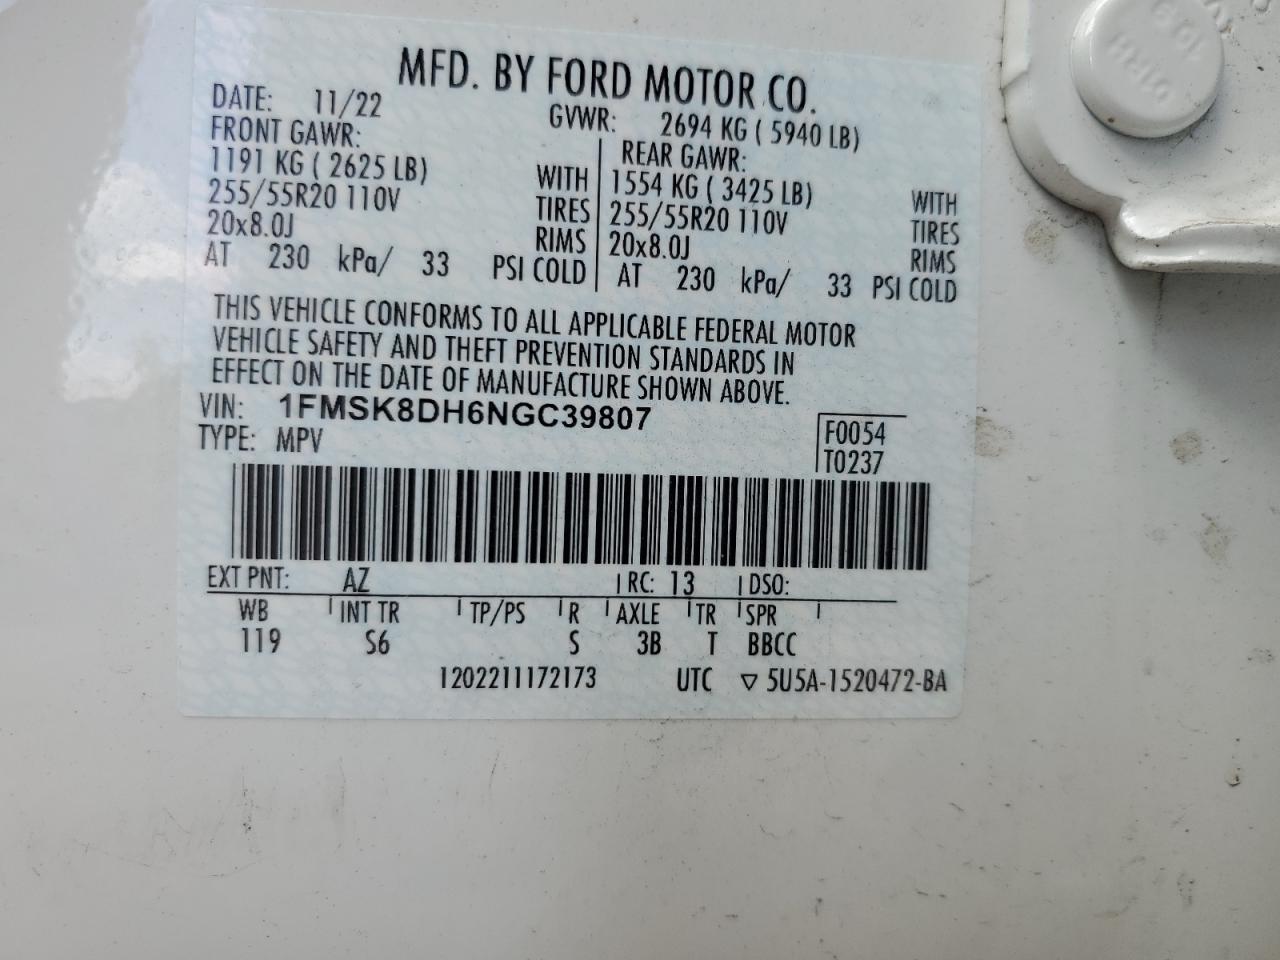 MFD. BY FORD MOTOR CO.
DATE: 11/22 GVWR: 2694 KG ( 5940 LB)
FRONT GAWR: REAR GAWR:
1191 KG ( 2625 LB) WITH 1554 KG ( 3425 LB) WITH
255/55R20 110V TIRES 255/55R20 110V TIRES
20x8.0J RIMS 20x8.0J RIMS
AT 230 kPa/ 33 PSI COLD AT 230 kPa/ 33 PSI COLD
THIS VEHICLE CONFORMS TO ALL APPLICABLE FEDERAL MOTOR
VEHICLE SAFETY AND THEFT PREVENTION STANDARDS IN
EFFECT ON THE DATE OF MANUFACTURE SHOWN ABOVE.
VIN: 1FMSK8DH6NGC39807
TYPE: MPV
F0054
T0237
EXT PNT: AZ RC: 13 DSO:
WB INT TR TP/PS R AXLE TR SPR
119 S6 S 3B T BBCC
1202211172173 UTC ▽ 5U5A-1520472-BA